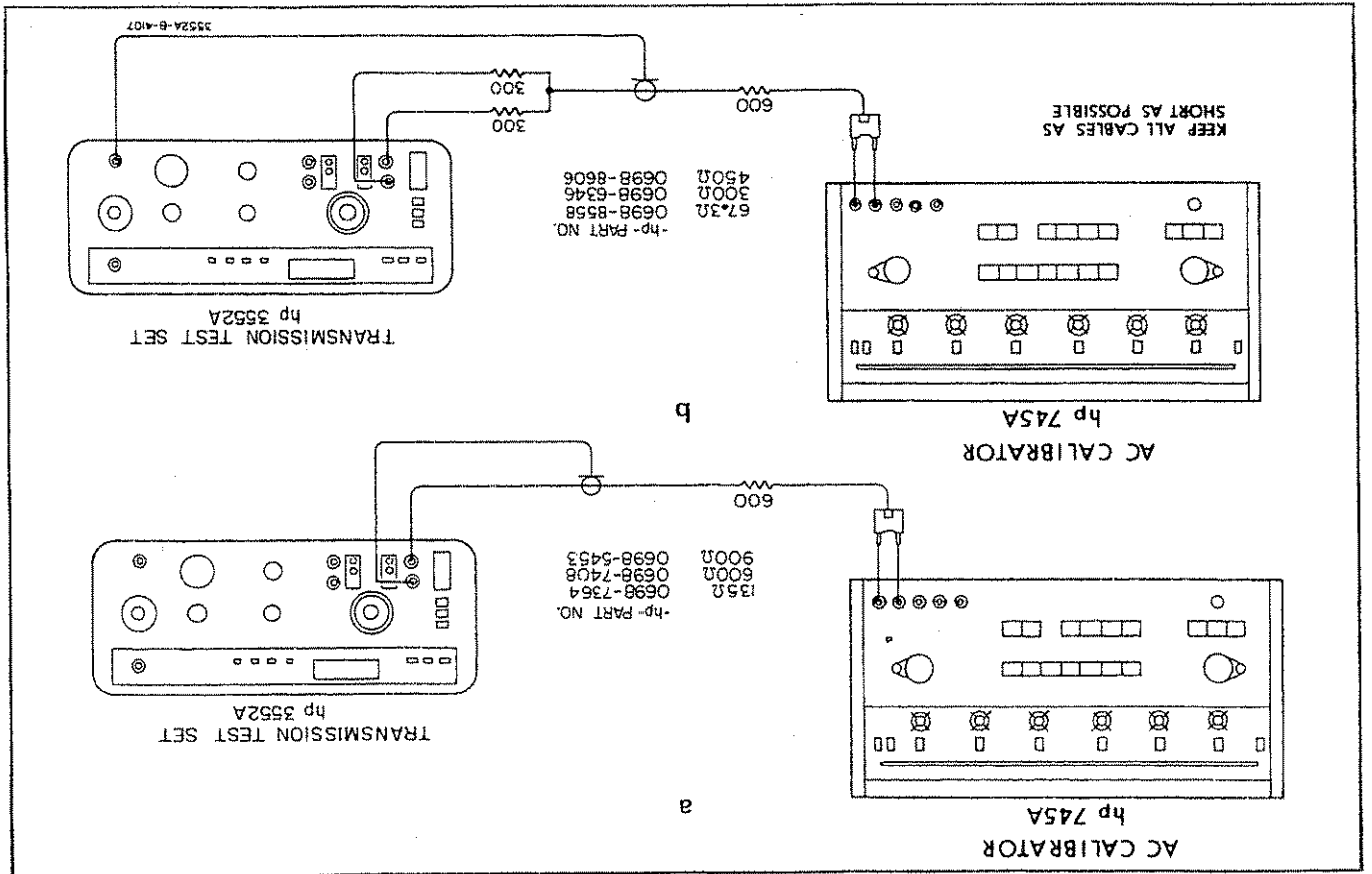 AC CALIBRATOR
hp 745A
a
TRANSMISSION TEST SET
hp 3552A
-hp- PART NO.
135Ω 0698-7364
600Ω 0698-7408
900Ω 0698-5453
600
AC CALIBRATOR
hp 745A
b
TRANSMISSION TEST SET
hp 3552A
-hp- PART NO.
67.3Ω 0698-8558
300Ω 0698-6346
450Ω 0698-8606
KEEP ALL CABLES AS
SHORT AS POSSIBLE
600
300
300
3552A-B-4107